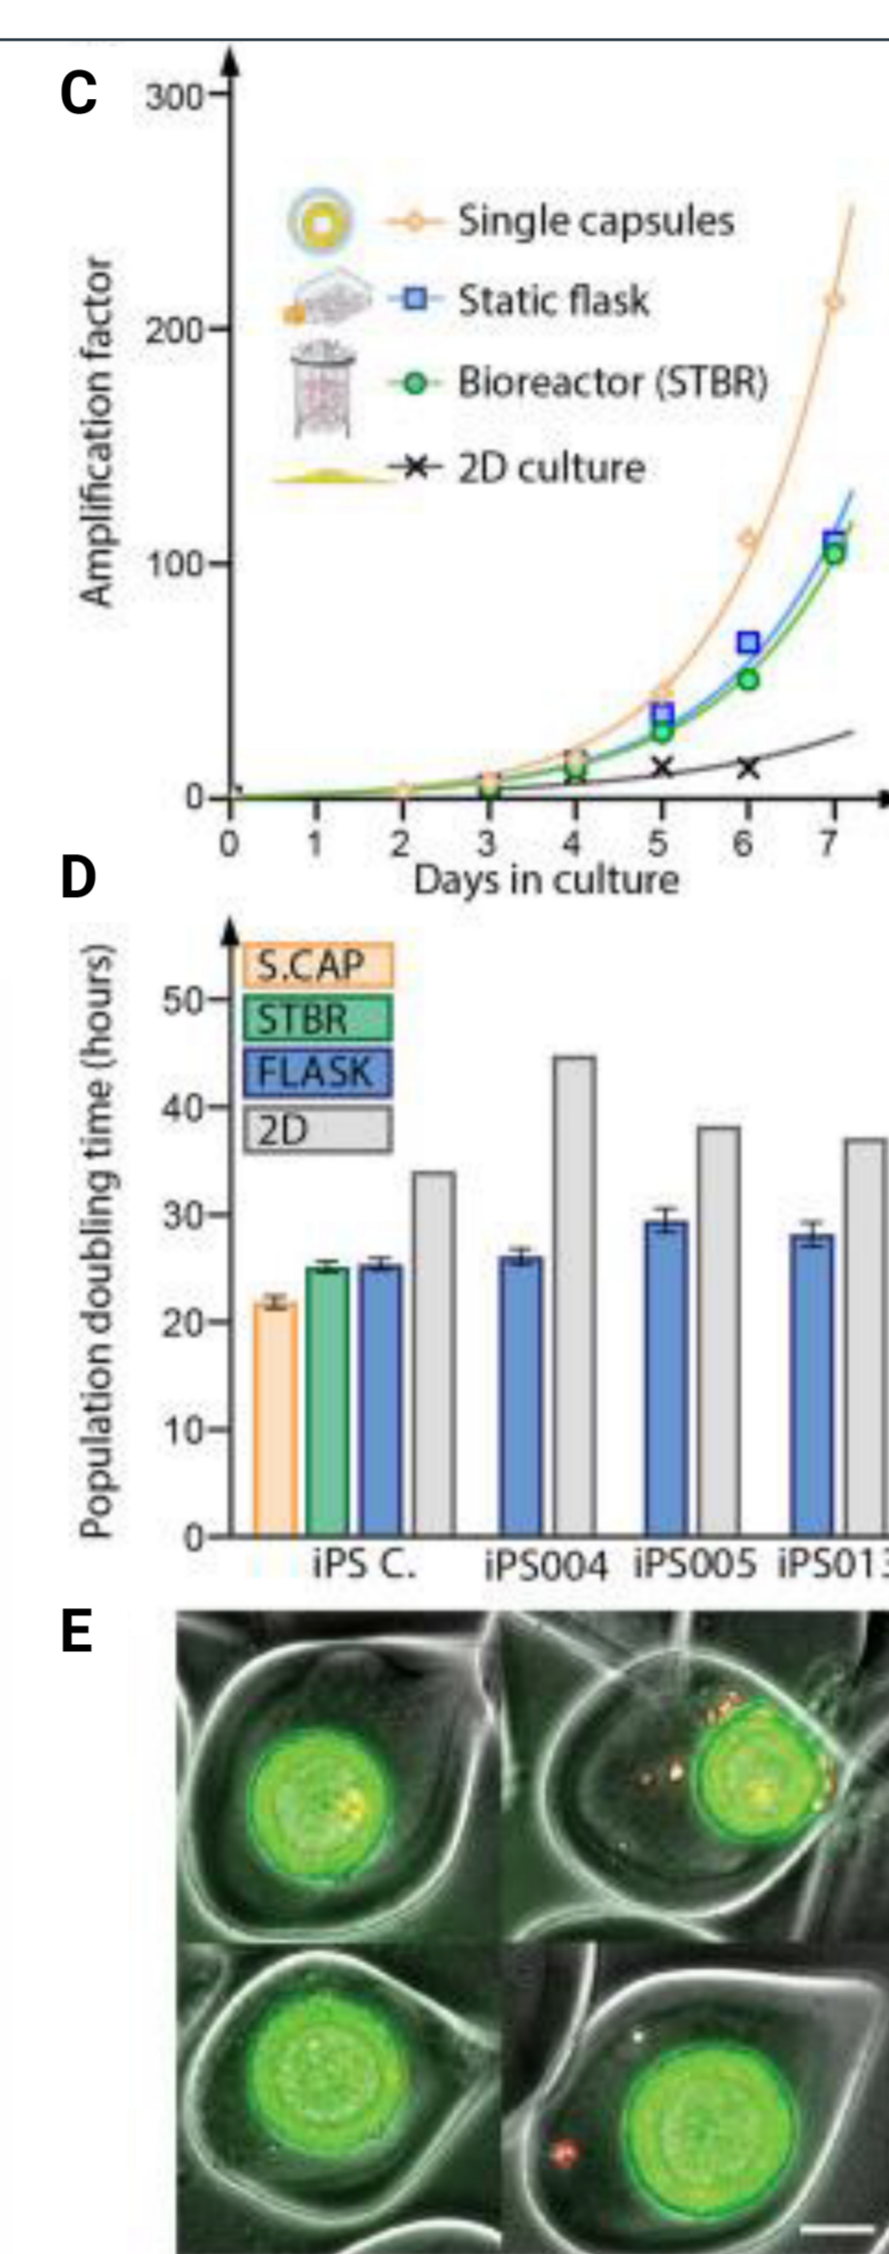 C
300
200
100
0
Amplification factor
Single capsules
Static flask
Bioreactor (STBR)
2D culture
0 1 2 3 4 5 6 7
Days in culture
D
50
40
30
20
10
0
Population doubling time (hours)
S.CAP
STBR
FLASK
2D
iPS C. iPS004 iPS005 iPS013
E